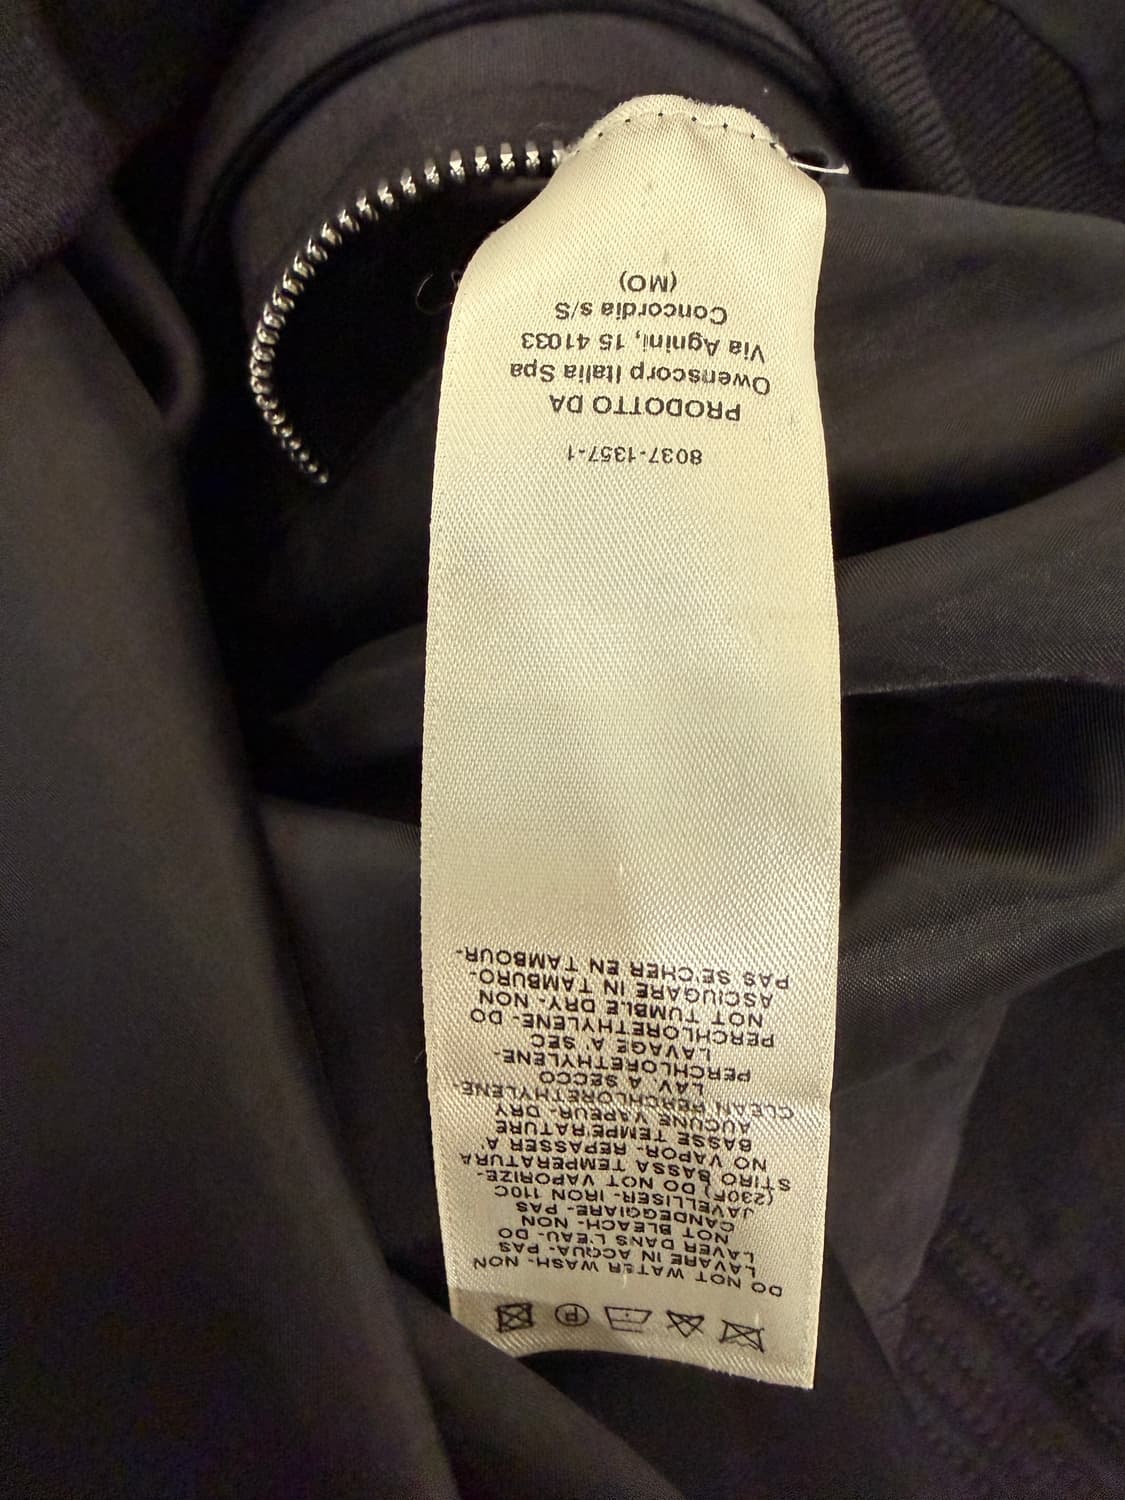 DO NOT WATER WASH- NON
LAVARE IN ACQUA- PAS
LAVER DANS L'EAU- DO
NOT BLEACH- NON
CANDEGGIARE- PAS
JAVELLISER- IRON 110C
(230F) DO NOT VAPORIZE-
STIRO BASSA TEMPERATURA
NO VAPOR- REPASSER A'
BASSE TEMPERATURE
AUCUNE VAPEUR- DRY
CLEAN PERCHLORETHYLENE-
LAV. A SECCO
PERCHLORETHYLENE-
LAVAGE A' SEC
PERCHLORETHYLENE- DO
NOT TUMBLE DRY- NON
ASCIUGARE IN TAMBURO-
PAS SE'CHER EN TAMBOUR-
8037-1357-1
PRODOTTO DA
Owenscorp Italia Spa
Via Agnini, 15 41033
Concordia s/S
(MO)